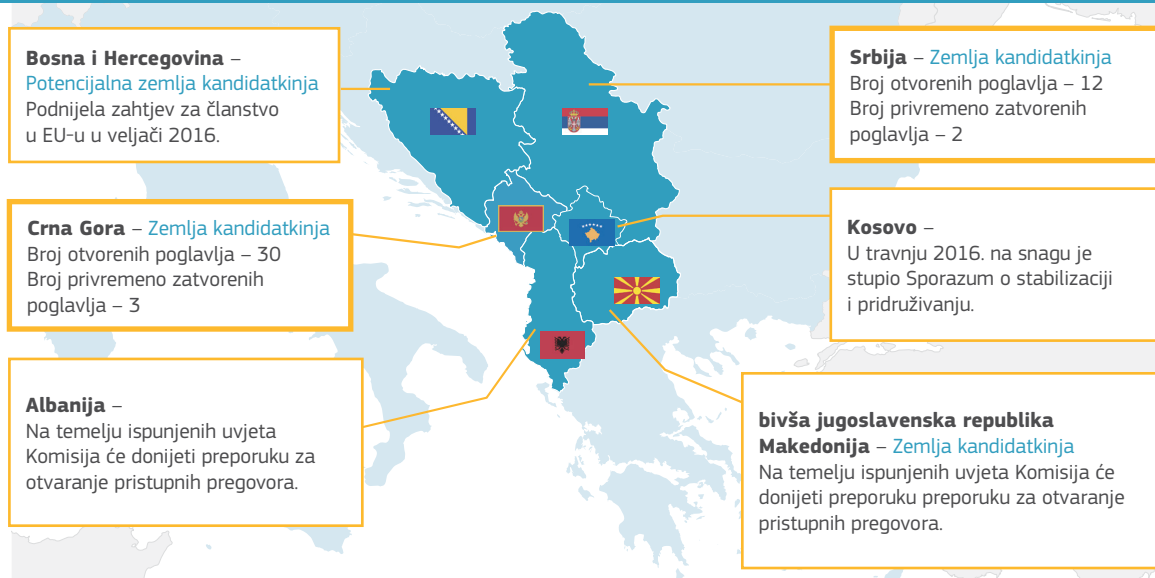 Bosna i Hercegovina –
Potencijalna zemlja kandidatkinja
Podnijela zahtjev za članstvo
u EU-u u veljači 2016.
Srbija – Zemlja kandidatkinja
Broj otvorenih poglavlja – 12
Broj privremeno zatvorenih
poglavlja – 2
Crna Gora – Zemlja kandidatkinja
Broj otvorenih poglavlja – 30
Broj privremeno zatvorenih
poglavlja – 3
Kosovo –
U travnju 2016. na snagu je
stupio Sporazum o stabilizaciji
i pridruživanju.
Albanija –
Na temelju ispunjenih uvjeta
Komisija će donijeti preporuku za
otvaranje pristupnih pregovora.
bivša jugoslavenska republika
Makedonija – Zemlja kandidatkinja
Na temelju ispunjenih uvjeta Komisija će
donijeti preporuku preporuku za otvaranje
pristupnih pregovora.